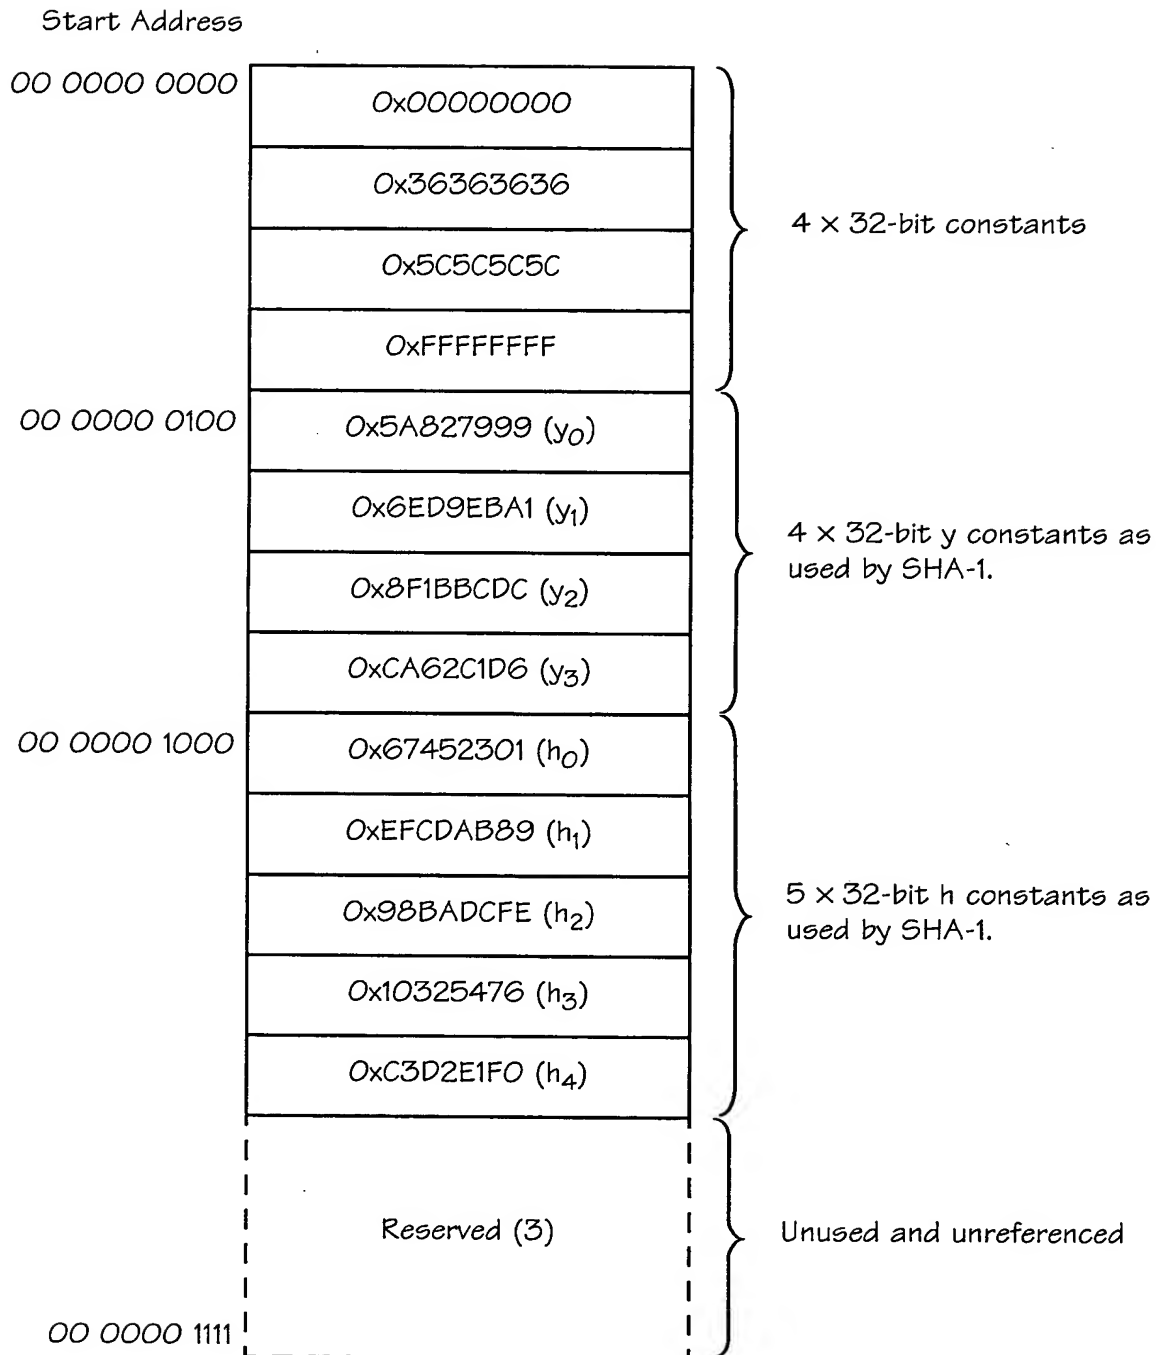 Start Address
00 0000 0000
0x00000000
0x36363636
4 × 32-bit constants
0x5C5C5C5C
0xFFFFFFFF
00 0000 0100
0x5A827999 (y0)
0x6ED9EBA1 (y1)
4 × 32-bit y constants as
used by SHA-1.
0x8F1BBCDC (y2)
0xCA62C1D6 (y3)
00 0000 1000
0x67452301 (h0)
0xEFCDAB89 (h1)
5 × 32-bit h constants as
used by SHA-1.
0x98BADCFE (h2)
0x10325476 (h3)
0xC3D2E1F0 (h4)
Reserved (3)
Unused and unreferenced
00 0000 1111